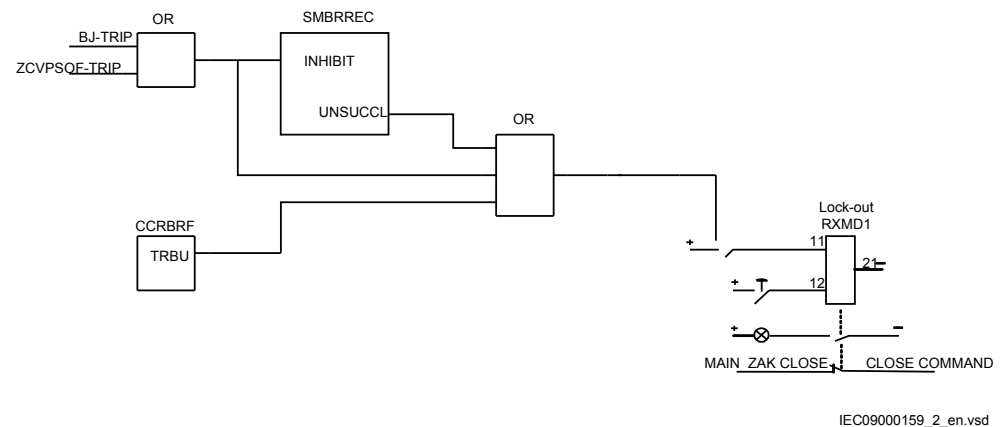 OR
SMBRREC
BJ-TRIP
ZCVPSOF-TRIP
INHIBIT
UNSUCCL
OR
CCRBRF
TRBU
Lock-out
RXMD1
+
11
21
–
+
12
+
–
MAIN ZAK CLOSE
CLOSE COMMAND
IEC09000159_2_en.vsd